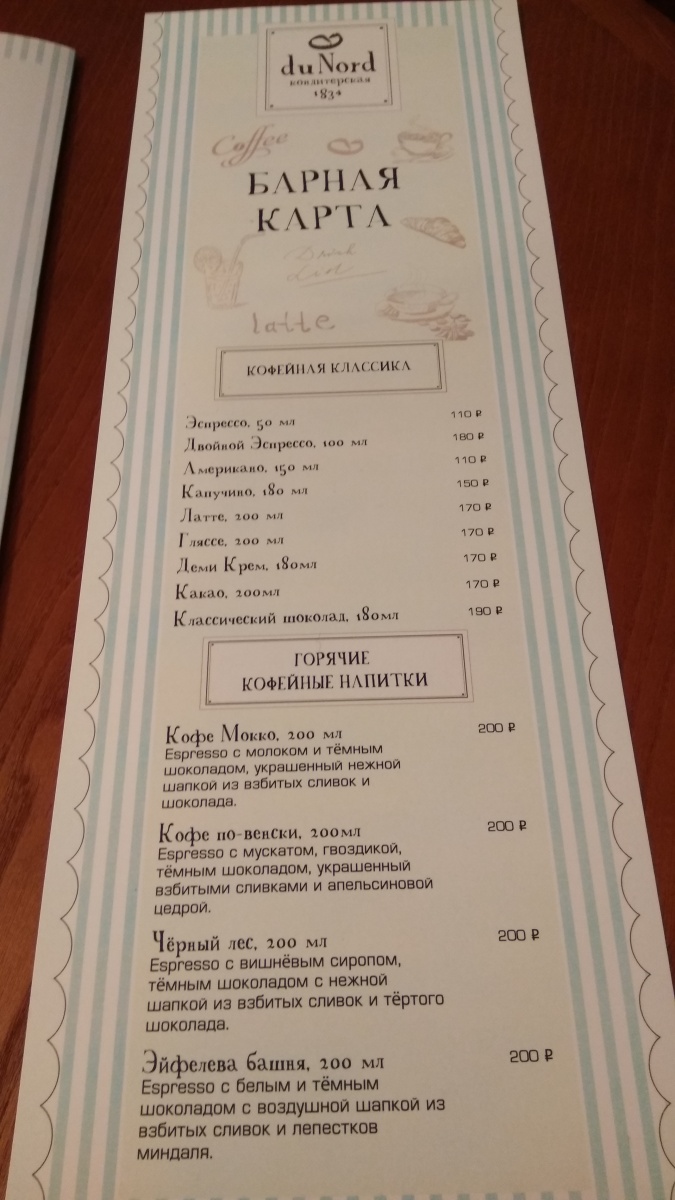 du Nord
кондитерская
1834
Coffee
БАРНАЯ
КАРТА
Drink
List
latte
КОФЕЙНАЯ КЛАССИКА
Эспрессо, 50 мл 110 ₽
Двойной Эспрессо, 100 мл 180 ₽
Американо, 150 мл 110 ₽
Капучино, 180 мл 150 ₽
Латте, 200 мл 170 ₽
Гляссе, 200 мл 170 ₽
Деми Крем, 180мл 170 ₽
Какао, 200мл 170 ₽
Классический шоколад, 180мл 190 ₽
ГОРЯЧИЕ
КОФЕЙНЫЕ НАПИТКИ
Кофе Мокко, 200 мл 200 ₽
Espresso с молоком и тёмным
шоколадом, украшенный нежной
шапкой из взбитых сливок и
шоколада.
Кофе по-венски, 200мл 200 ₽
Espresso с мускатом, гвоздикой,
тёмным шоколадом, украшенный
взбитыми сливками и апельсиновой
цедрой.
Чёрный лес, 200 мл 200 ₽
Espresso с вишнёвым сиропом,
тёмным шоколадом с нежной
шапкой из взбитых сливок и тёртого
шоколада.
Эйфелева башня, 200 мл 200 ₽
Espresso с белым и тёмным
шоколадом с воздушной шапкой из
взбитых сливок и лепестков
миндаля.